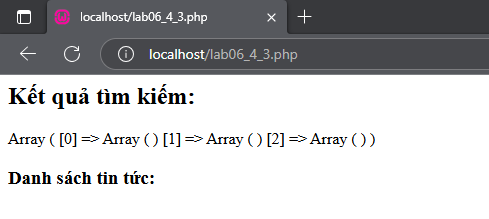 localhost/lab06_4_3.php
localhost/lab06_4_3.php
Kết quả tìm kiếm:
Array ( [0] => Array ( ) [1] => Array ( ) [2] => Array ( ) )
Danh sách tin tức: